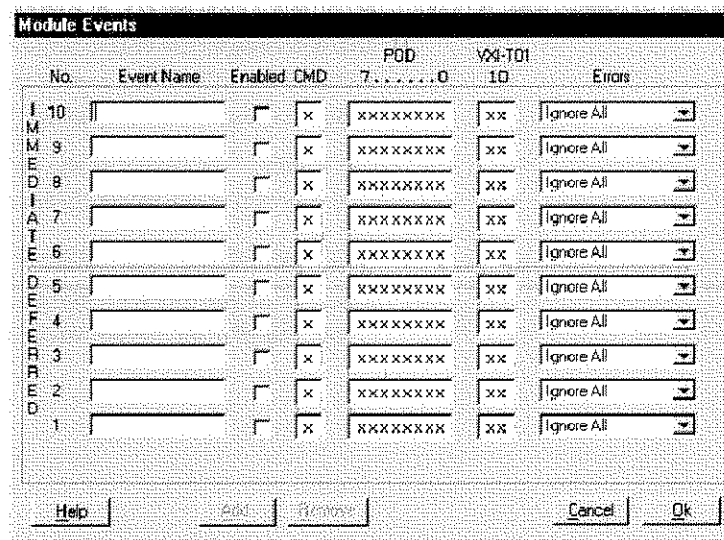 Module Events
POD VXI-T01
No. Event Name Enabled CMD 7......0 10 Errors
IMMEDIATE
10 x xxxxxxxx xx Ignore All
9 x xxxxxxxx xx Ignore All
8 x xxxxxxxx xx Ignore All
7 x xxxxxxxx xx Ignore All
6 x xxxxxxxx xx Ignore All
DEFERRED
5 x xxxxxxxx xx Ignore All
4 x xxxxxxxx xx Ignore All
3 x xxxxxxxx xx Ignore All
2 x xxxxxxxx xx Ignore All
1 x xxxxxxxx xx Ignore All
Help Add Remove Cancel Ok